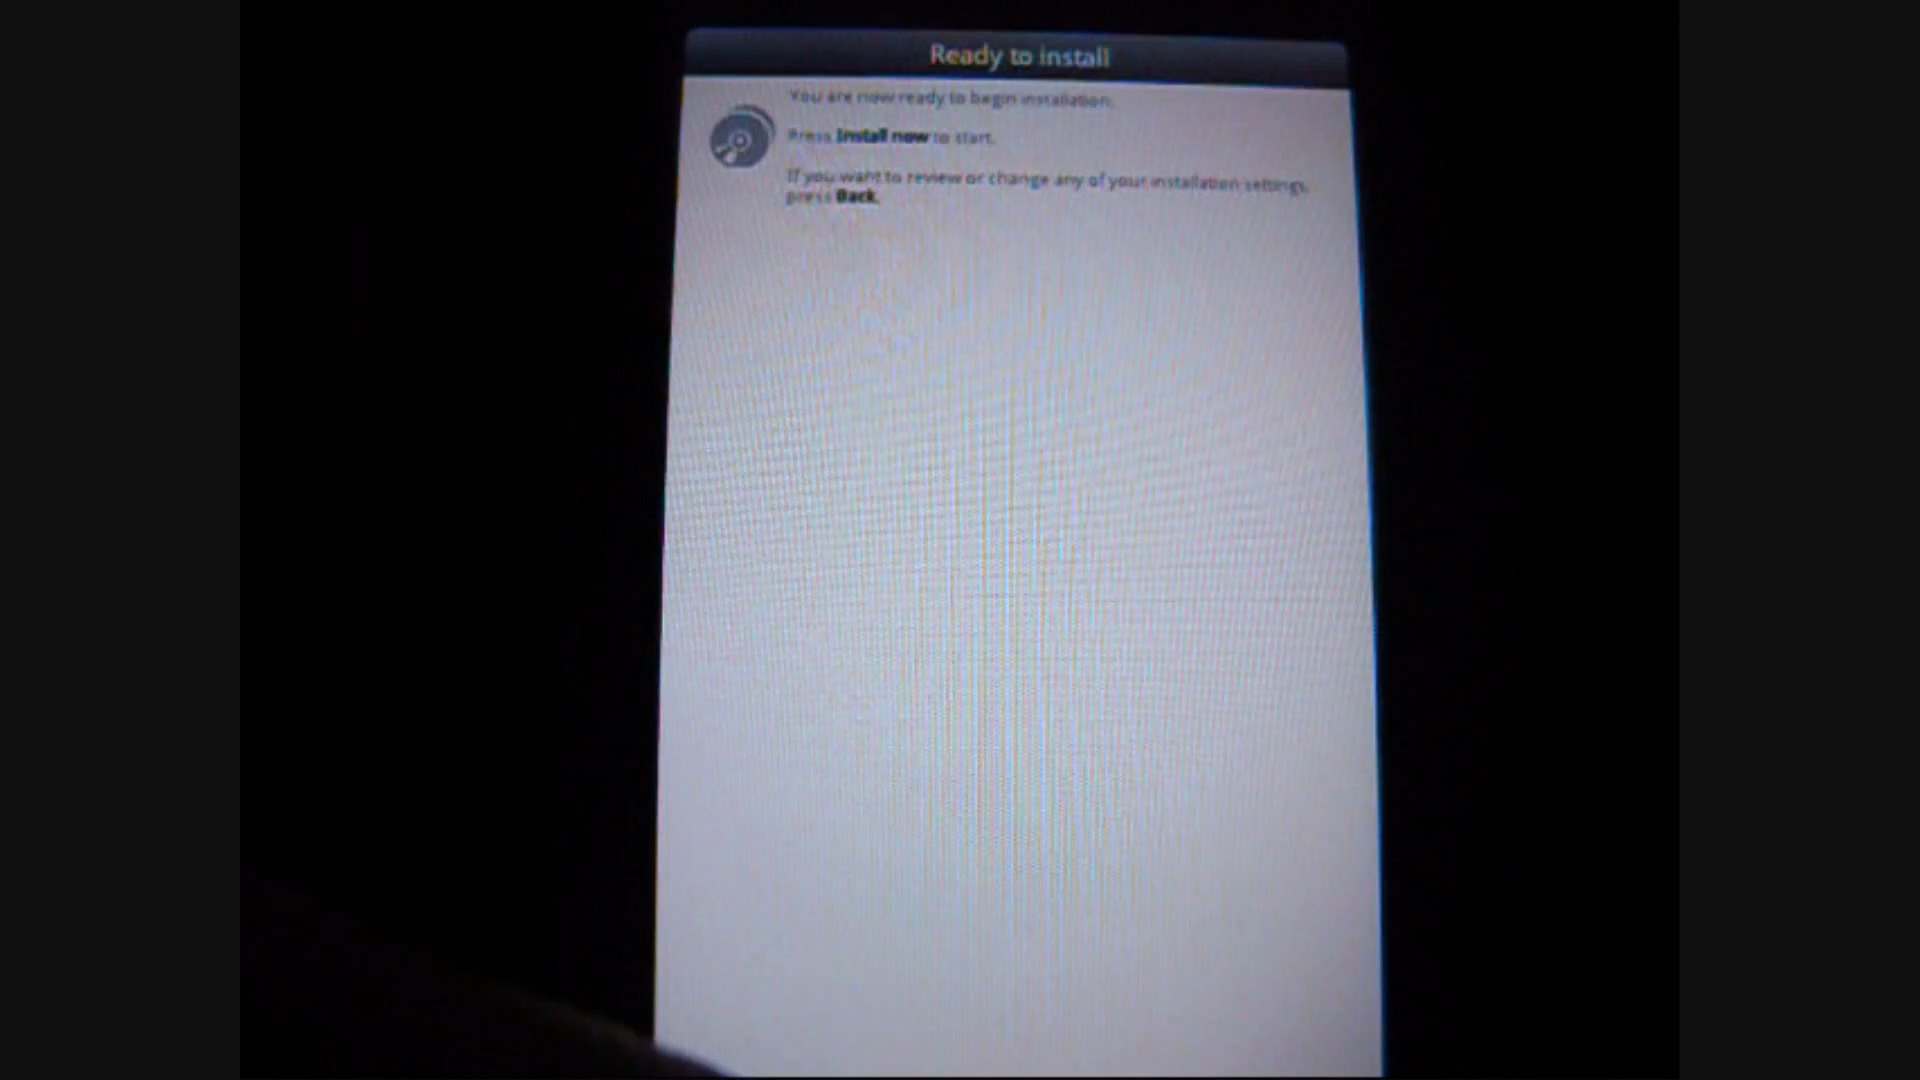 Ready to install
You are now ready to begin installation.
Press Install now to start.
If you want to review or change any of your installation settings,
press Back.